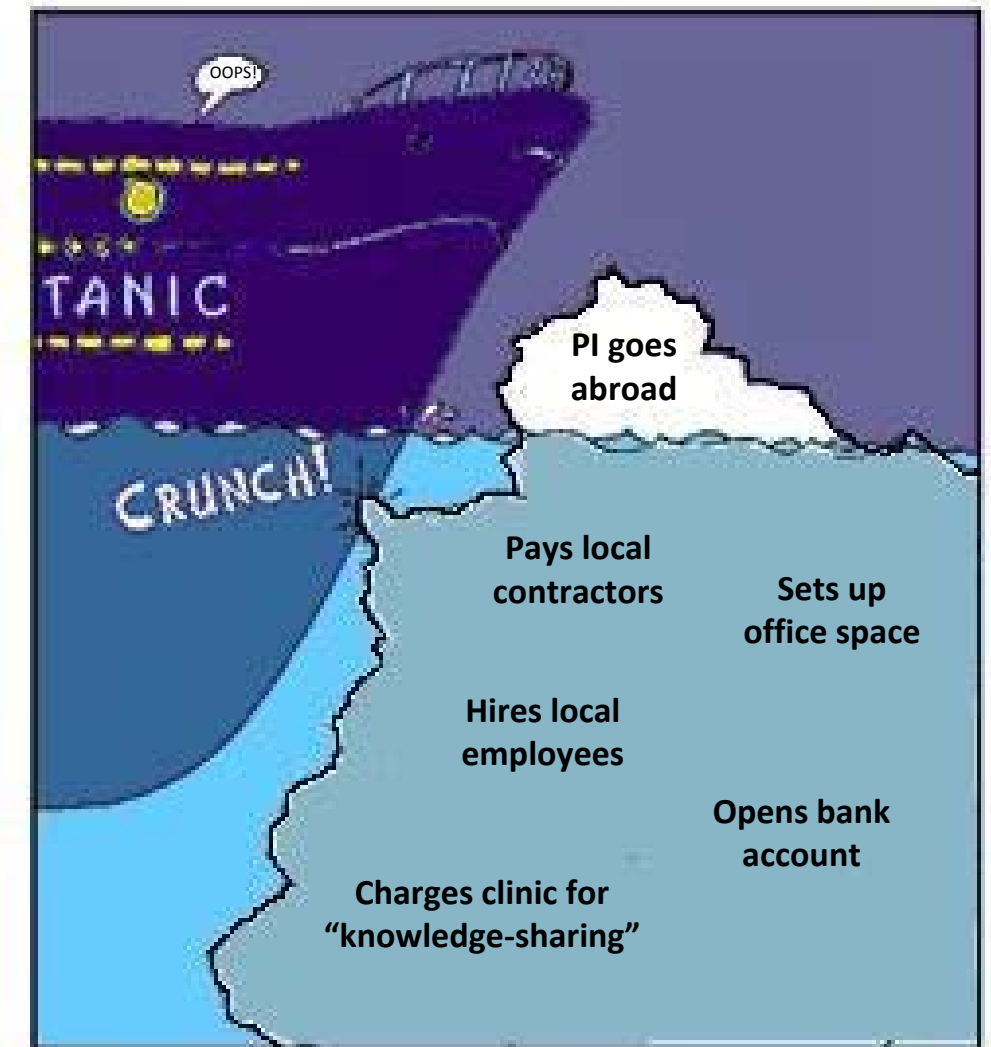 OOPS!
TANIC
PI goes
abroad
CRUNCH!
Pays local
contractors
Sets up
office space
Hires local
employees
Opens bank
account
Charges clinic for
“knowledge-sharing”